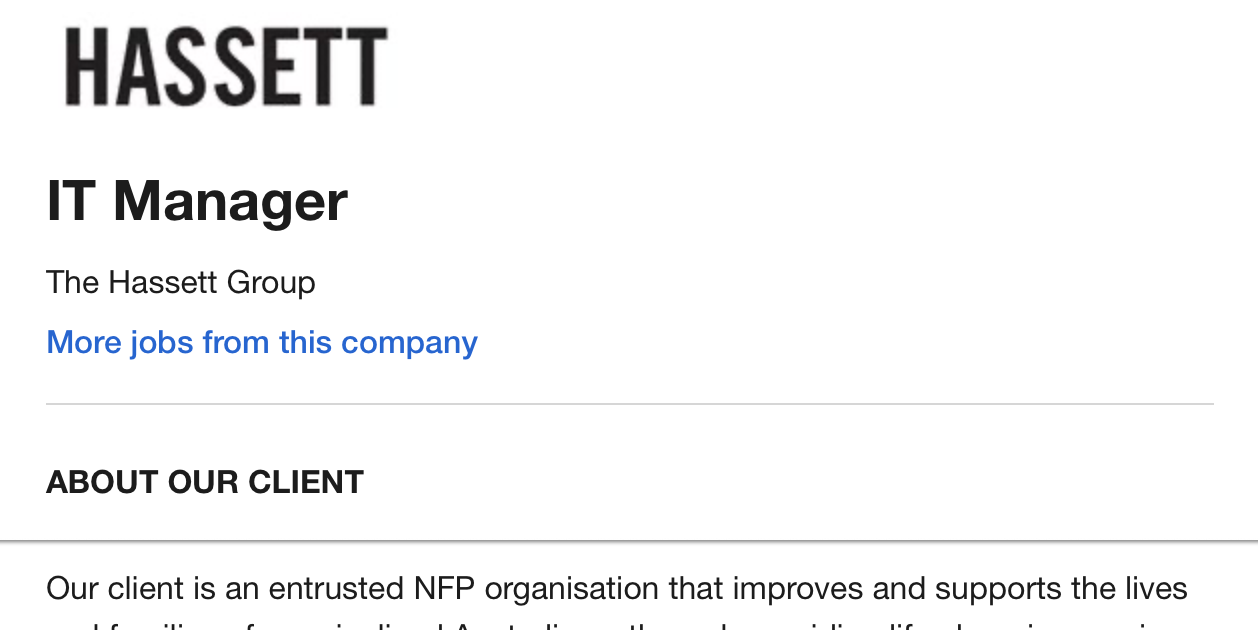 HASSETT
IT Manager
The Hassett Group
More jobs from this company
ABOUT OUR CLIENT
Our client is an entrusted NFP organisation that improves and supports the lives